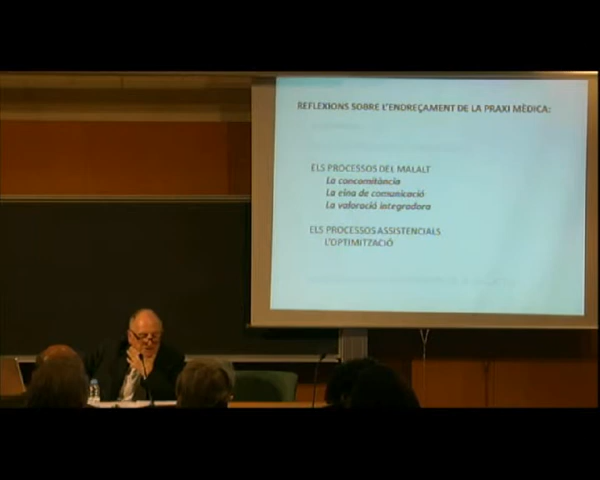 REFLEXIONS SOBRE L'ENDREÇAMENT DE LA PRAXI MÈDICA:
ELS PROCESSOS DEL MALALT
La concomitància
La eina de comunicació
La valoració integradora
ELS PROCESSOS ASSISTENCIALS
L'OPTIMITZACIÓ